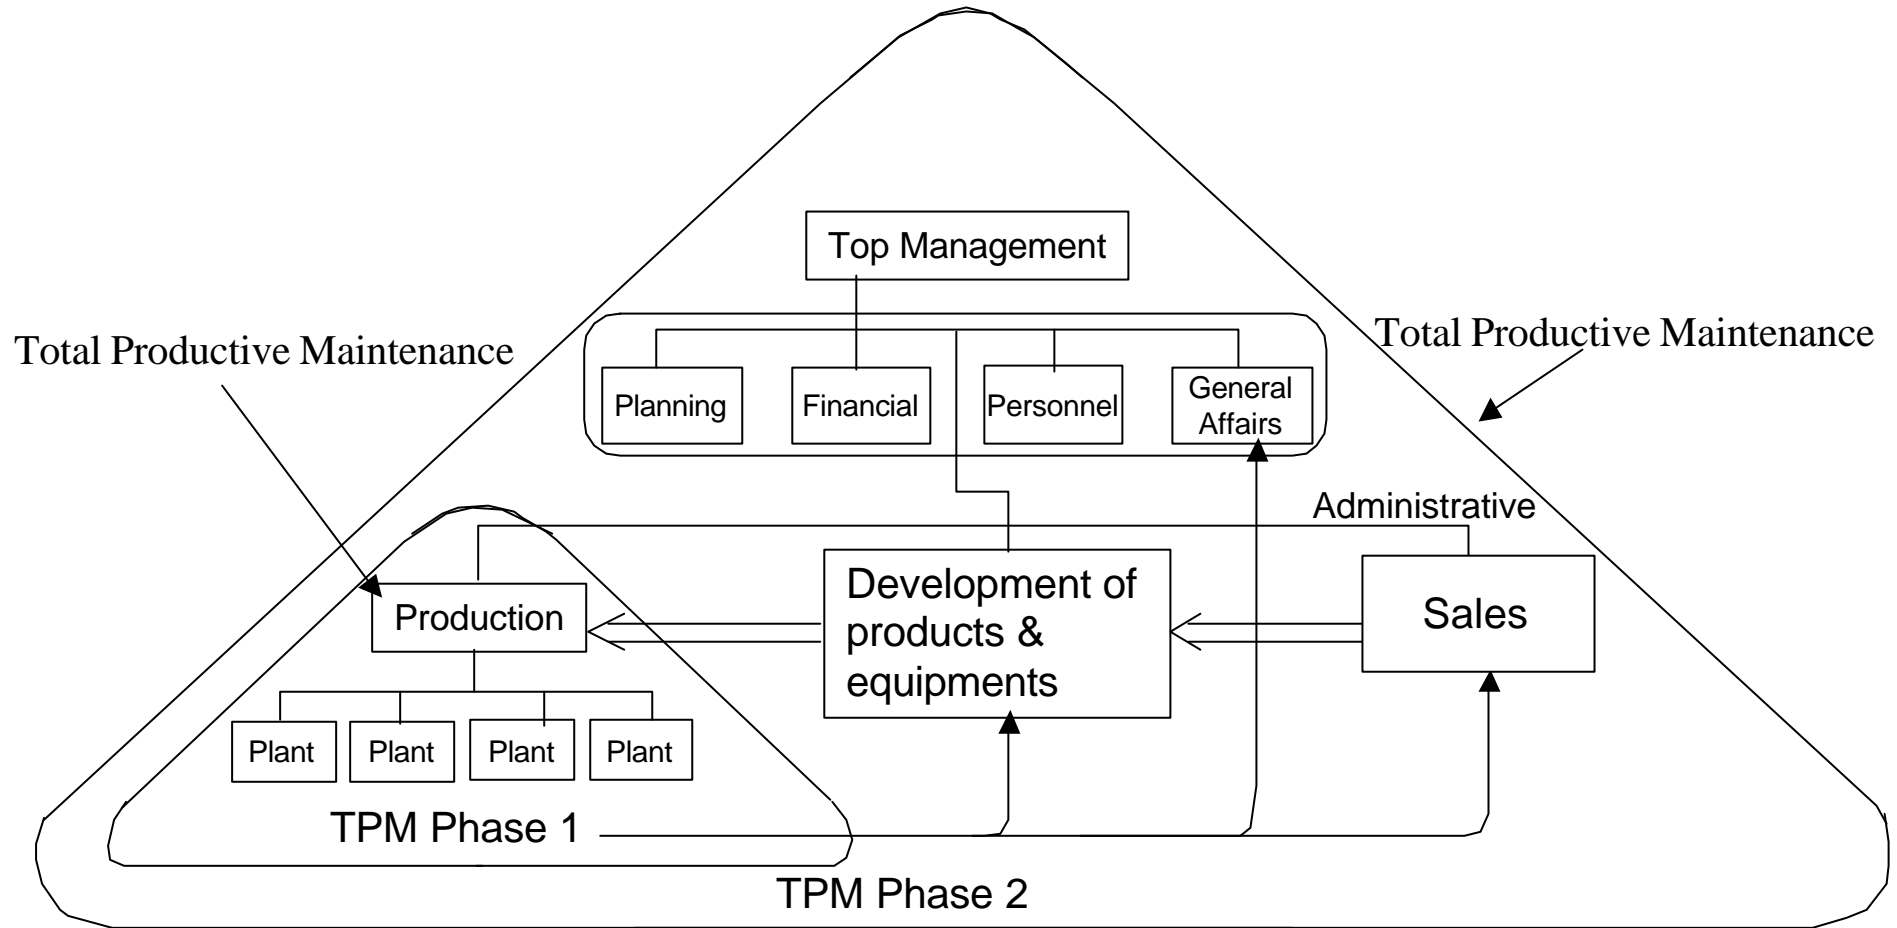 Top Management
Total Productive Maintenance
Total Productive Maintenance
Planning
Financial
Personnel
General
Affairs
Administrative
Production
Development of
products &
equipments
Sales
Plant
Plant
Plant
Plant
TPM Phase 1
TPM Phase 2